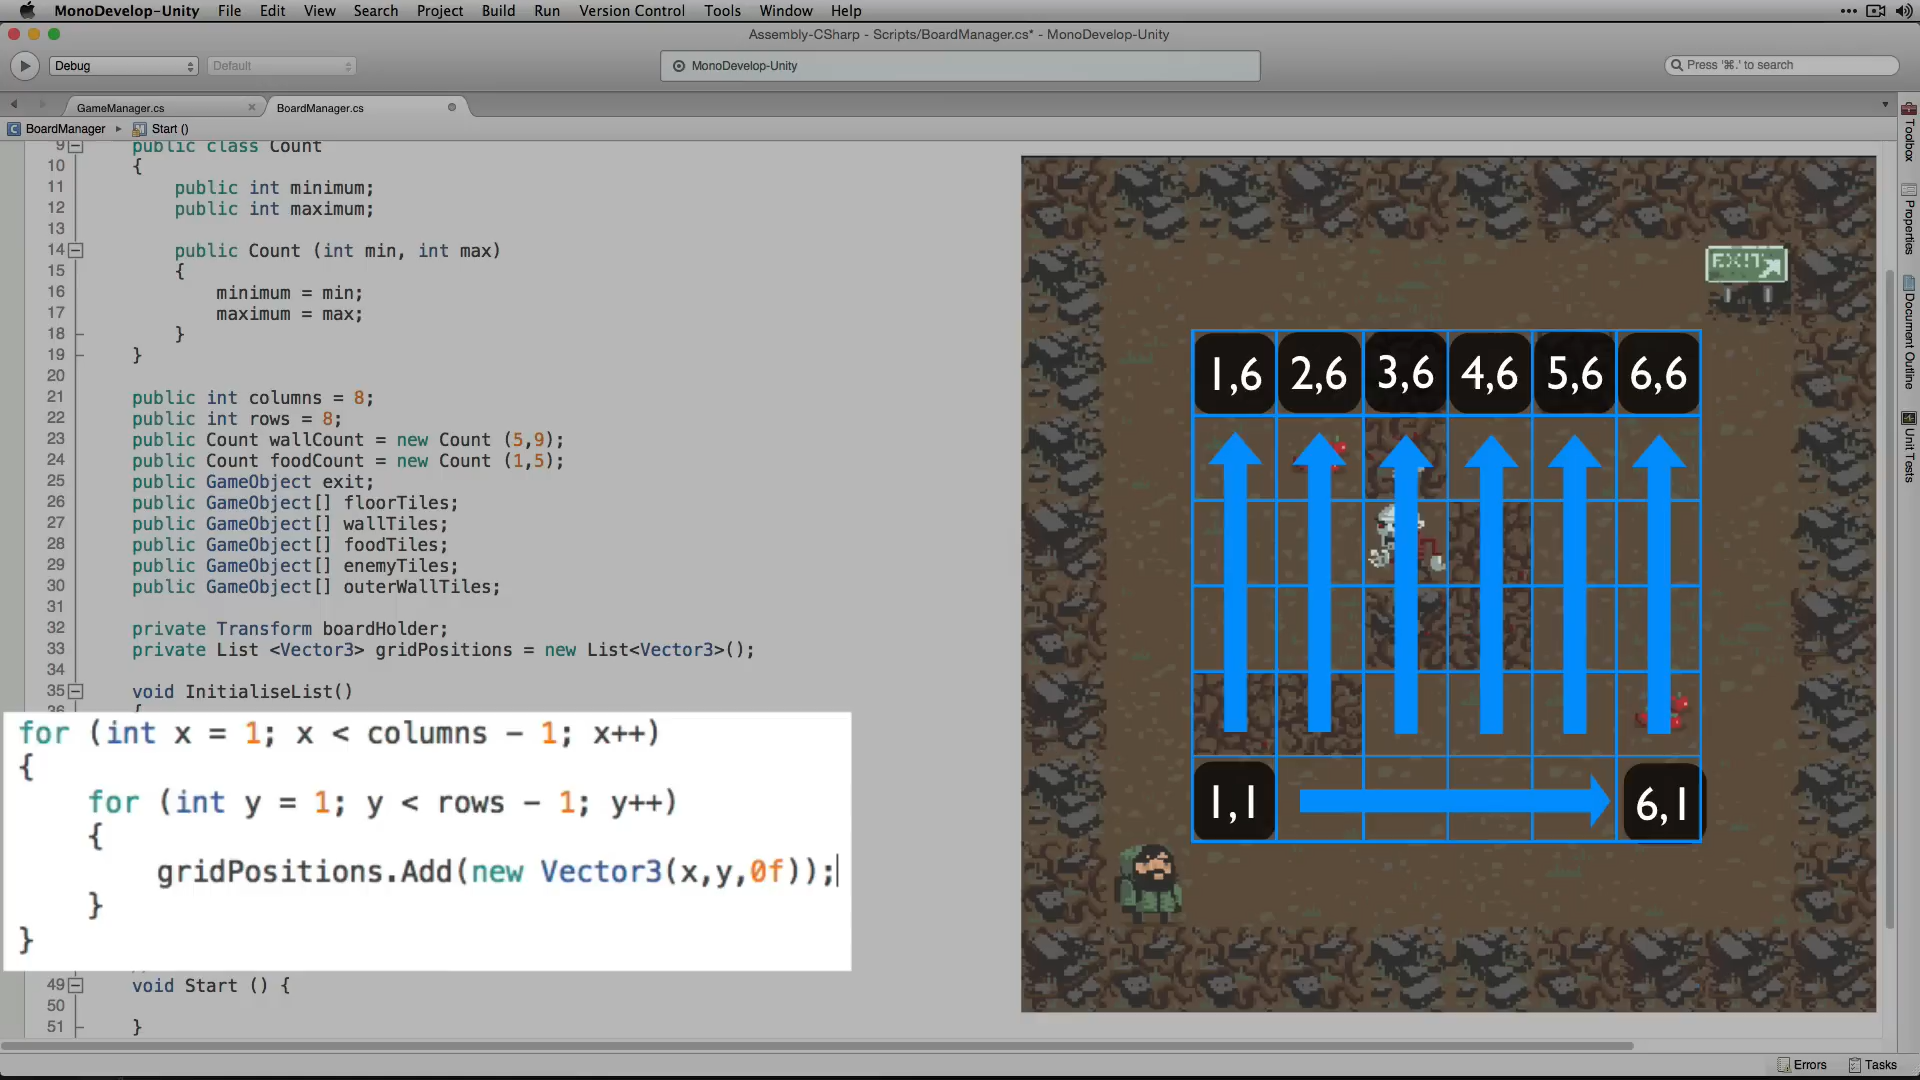 MonoDevelop-Unity File Edit View Search Project Build Run Version Control Tools Window Help
Assembly-CSharp - Scripts/BoardManager.cs* - MonoDevelop-Unity
Debug Default MonoDevelop-Unity Press '⌘.' to search
GameManager.cs BoardManager.cs
BoardManager Start ()
9 public class Count
10 {
11 public int minimum;
12 public int maximum;
13
14 public Count (int min, int max)
15 {
16 minimum = min;
17 maximum = max;
18 }
19 }
20
21 public int columns = 8;
22 public int rows = 8;
23 public Count wallCount = new Count (5,9);
24 public Count foodCount = new Count (1,5);
25 public GameObject exit;
26 public GameObject[] floorTiles;
27 public GameObject[] wallTiles;
28 public GameObject[] foodTiles;
29 public GameObject[] enemyTiles;
30 public GameObject[] outerWallTiles;
31
32 private Transform boardHolder;
33 private List <Vector3> gridPositions = new List<Vector3>();
34
35 void InitialiseList()
36 {
for (int x = 1; x < columns - 1; x++)
{
for (int y = 1; y < rows - 1; y++)
{
gridPositions.Add(new Vector3(x,y,0f));
}
}
49 void Start () {
50
51 }
EXIT
1,6 2,6 3,6 4,6 5,6 6,6
1,1 6,1
Toolbox
Properties
Document Outline
Unit Tests
Errors Tasks